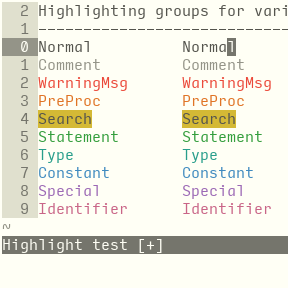 2 Highlighting groups for vari
1 ----------------------------
0 Normal Normal
1 Comment Comment
2 WarningMsg WarningMsg
3 PreProc PreProc
4 Search Search
5 Statement Statement
6 Type Type
7 Constant Constant
8 Special Special
9 Identifier Identifier
~
Highlight test [+]